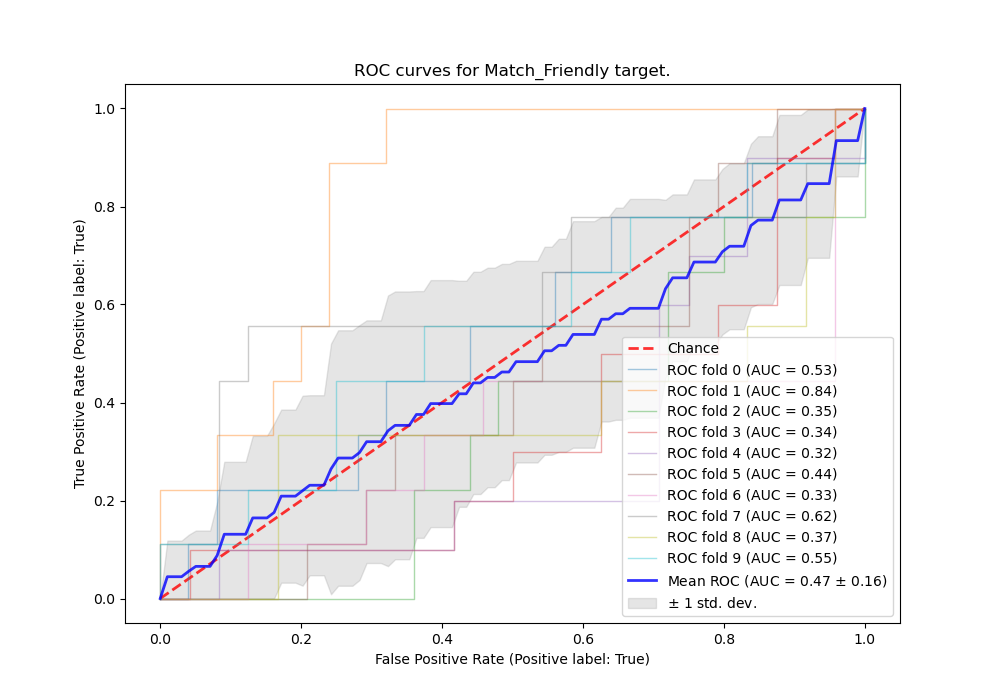 ROC curves for Match_Friendly target.
True Positive Rate (Positive label: True)
1.0
0.8
0.6
0.4
0.2
0.0
Chance
ROC fold 0 (AUC = 0.53)
ROC fold 1 (AUC = 0.84)
ROC fold 2 (AUC = 0.35)
ROC fold 3 (AUC = 0.34)
ROC fold 4 (AUC = 0.32)
ROC fold 5 (AUC = 0.44)
ROC fold 6 (AUC = 0.33)
ROC fold 7 (AUC = 0.62)
ROC fold 8 (AUC = 0.37)
ROC fold 9 (AUC = 0.55)
Mean ROC (AUC = 0.47 ± 0.16)
± 1 std. dev.
0.0 0.2 0.4 0.6 0.8 1.0
False Positive Rate (Positive label: True)